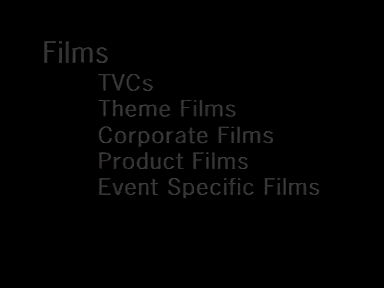 Films
TVCs
Theme Films
Corporate Films
Product Films
Event Specific Films